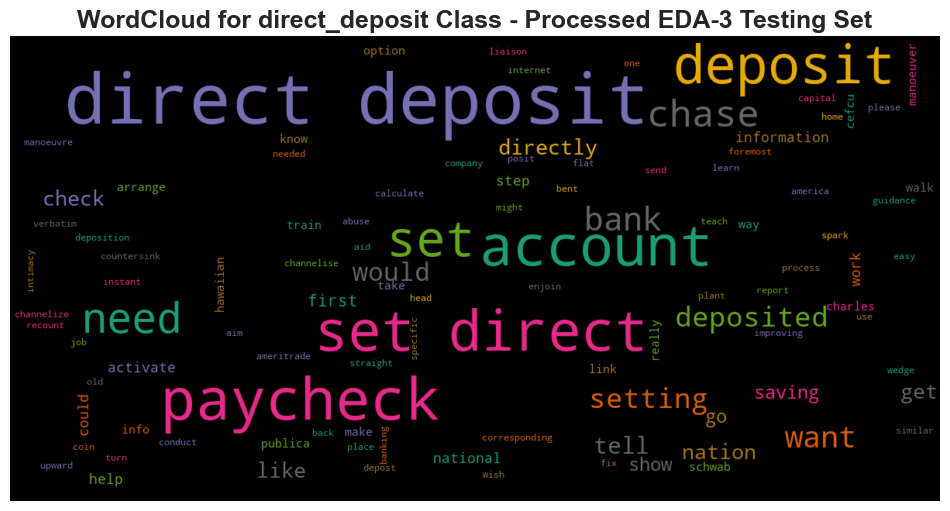 WordCloud for direct_deposit Class - Processed EDA-3 Testing Set
option
liaison
internet
one
deposit
manoeuver
direct deposit
chase
capital
home
cefcu
please
manoeuvre
know
needed
directly
information
foremost
company
posit
flat
send
learn
step
bent
check
arrange
calculate
america
walk
guidance
might
bank
verbatim
deposition
train
abuse
set
account
teach
way
spark
countersink
aid
channelise
would
easy
intimacy
instant
hawaiian
take
head
enjoin
process
work
report
plant
channelize
recount
need
first
set direct
specific
deposited
charles
use
really
improving
job
aim
ameritrade
straight
activate
link
wedge
old
paycheck
setting
saving
get
could
go
similar
coin
info
conduct
publica
back
make
place
banking
corresponding
tell
want
turn
national
depost
wish
fix
show
nation
schwab
upward
help
like